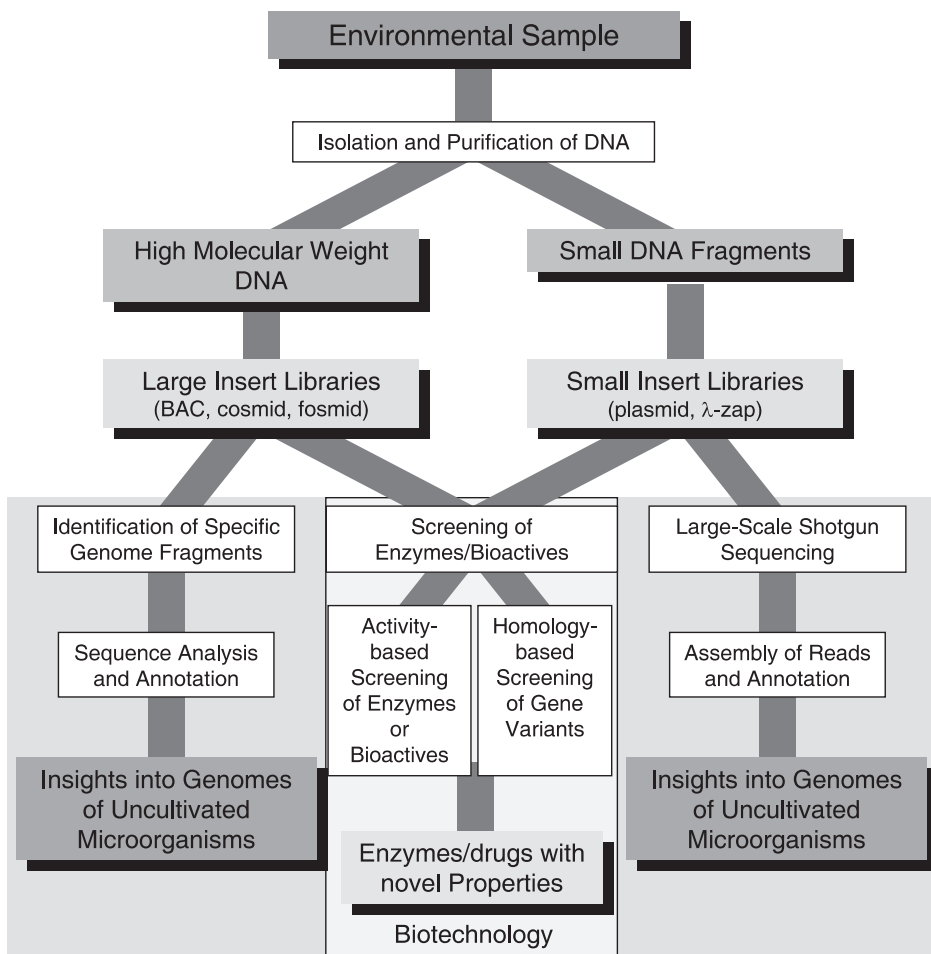 Environmental Sample
Isolation and Purification of DNA
High Molecular Weight
DNA
Small DNA Fragments
Large Insert Libraries
(BAC, cosmid, fosmid)
Small Insert Libraries
(plasmid, λ-zap)
Identification of Specific
Genome Fragments
Screening of
Enzymes/Bioactives
Large-Scale Shotgun
Sequencing
Sequence Analysis
and Annotation
Activity-
based
Screening
of Enzymes
or
Bioactives
Homology-
based
Screening
of Gene
Variants
Assembly of Reads
and Annotation
Insights into Genomes
of Uncultivated
Microorganisms
Enzymes/drugs with
novel Properties
Insights into Genomes
of Uncultivated
Microorganisms
Biotechnology